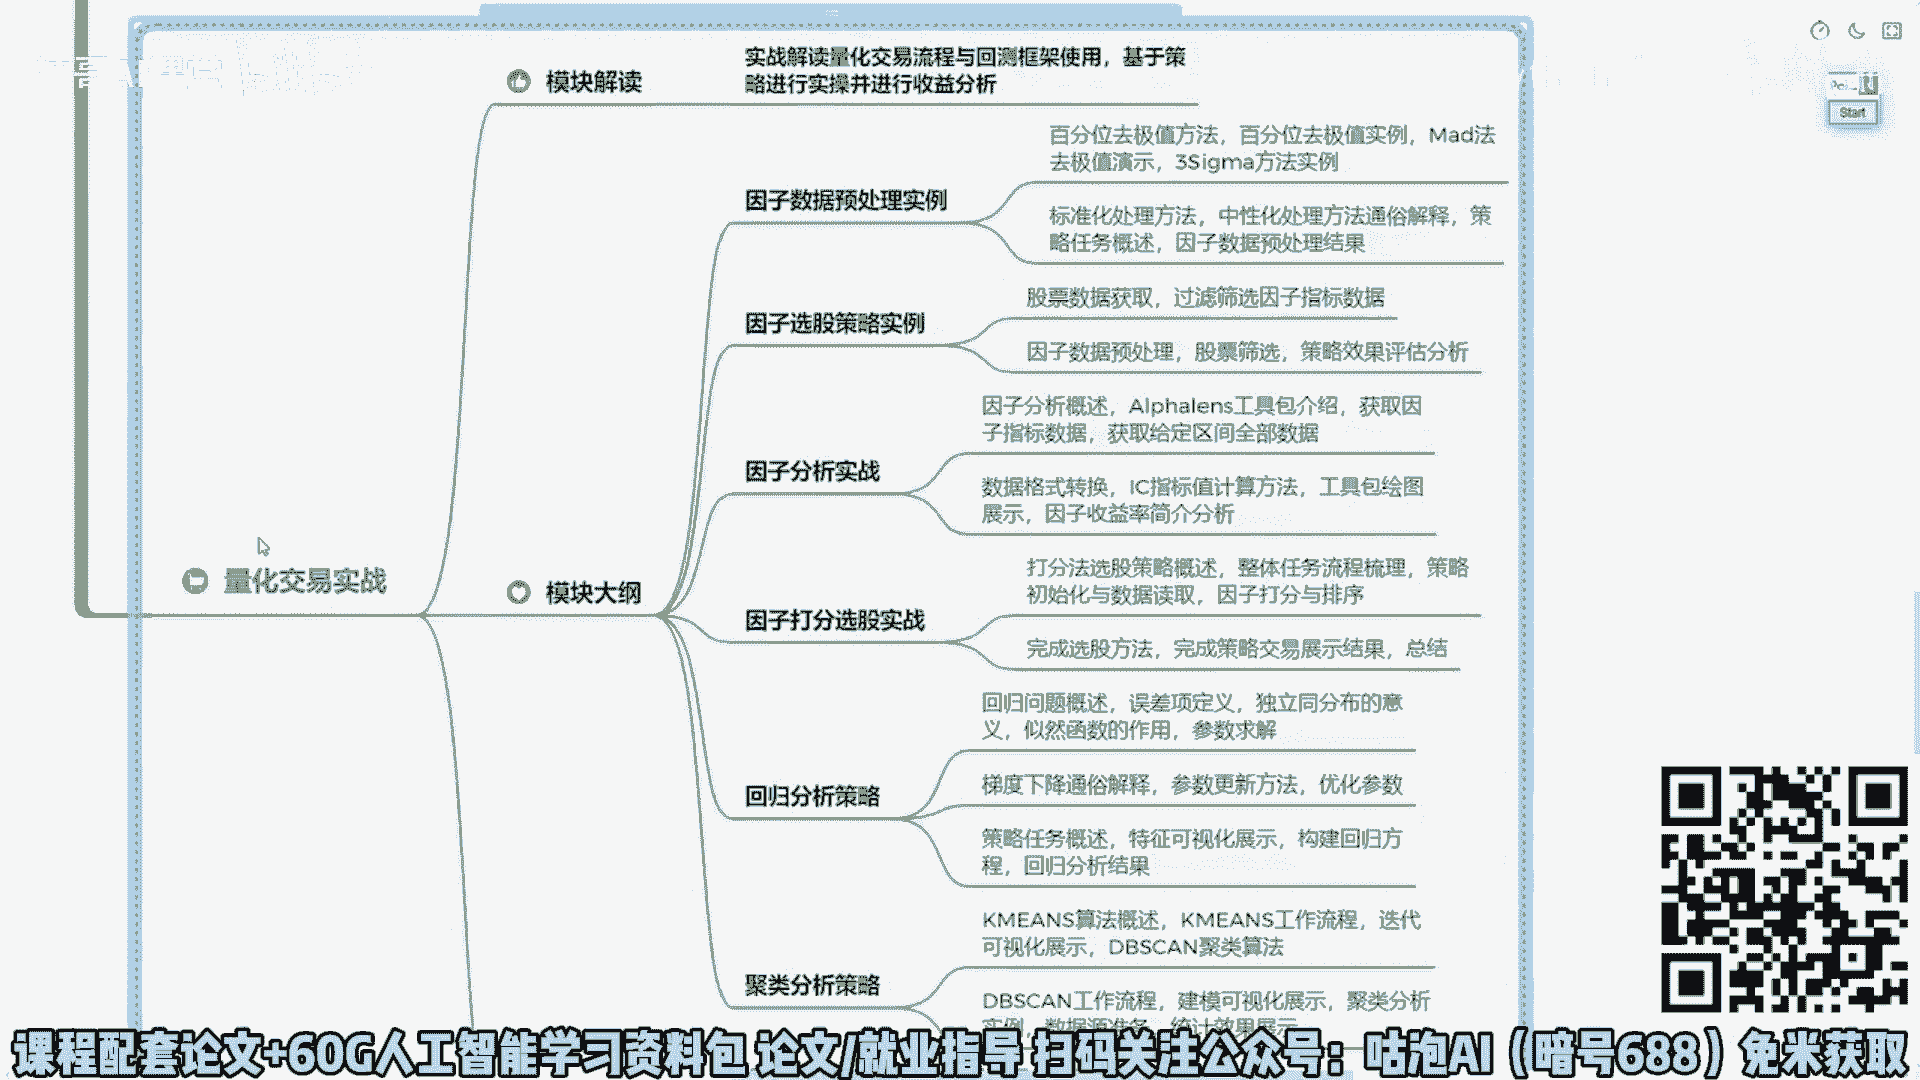 模块解读
实战解读量化交易流程与回测框架使用，基于策
略进行实操并进行收益分析
Start
百分位去极值方法，百分位去极值实例，Mad法
去极值演示，3Sigma方法实例
因子数据预处理实例
标准化处理方法，中性化处理方法通俗解释，策
略任务概述，因子数据预处理结果
股票数据获取，过滤筛选因子指标数据
因子选股策略实例
因子数据预处理，股票筛选，策略效果评估分析
因子分析概述，Alphalens工具包介绍，获取因
子指标数据，获取给定区间全部数据
因子分析实战
数据格式转换，IC指标值计算方法，工具包绘图
展示，因子收益率简介分析
量化交易实战
模块大纲
打分法选股策略概述，整体任务流程梳理，策略
初始化与数据读取，因子打分与排序
因子打分选股实战
完成选股方法，完成策略交易展示结果，总结
回归问题概述，误差项定义，独立同分布的意
义，似然函数的作用，参数求解
梯度下降通俗解释，参数更新方法，优化参数
回归分析策略
策略任务概述，特征可视化展示，构建回归方
程，回归分析结果
KMEANS算法概述，KMEANS工作流程，迭代
可视化展示，DBSCAN聚类算法
聚类分析策略
DBSCAN工作流程，建模可视化展示，聚类分析
实例，数据源准备，统计效果展示
课程配套论文+60G人工智能学习资料包 论文/就业指导 扫码关注公众号：咕泡AI（暗号688）免米获取